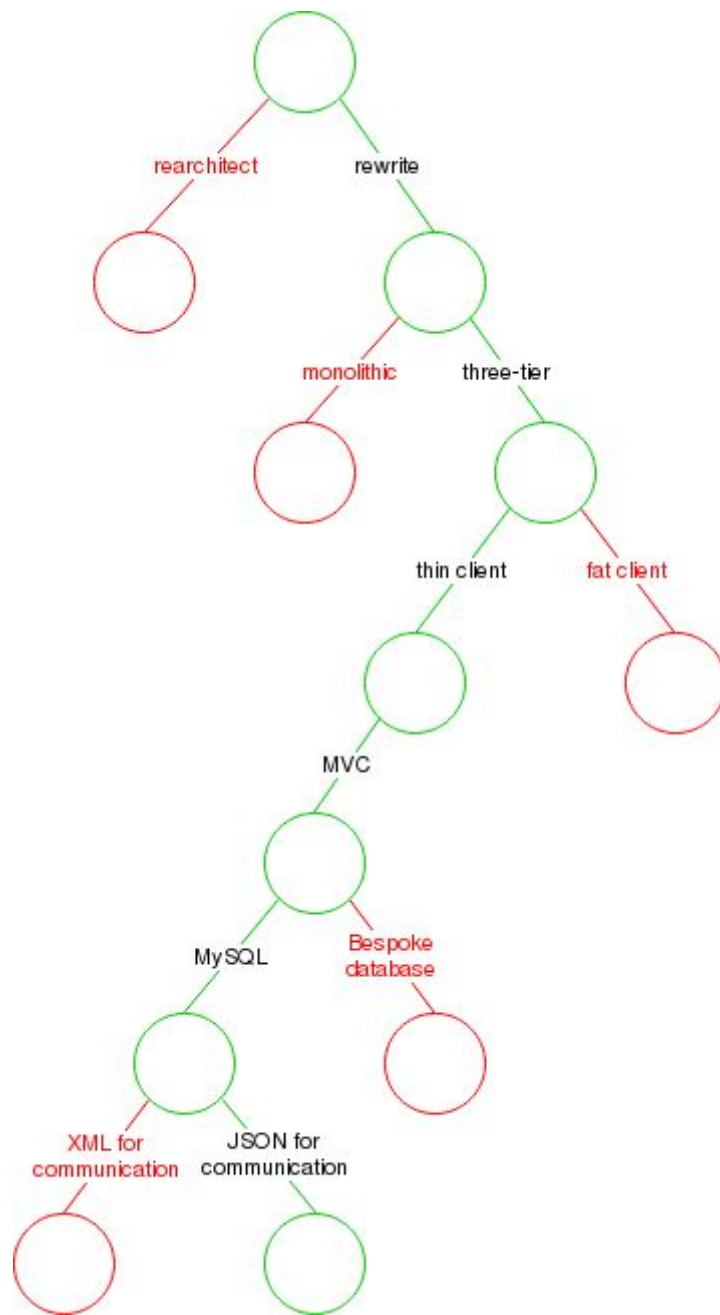 rearchitect
rewrite
monolithic
three-tier
thin client
fat client
MVC
MySQL
Bespoke
database
XML for
communication
JSON for
communication